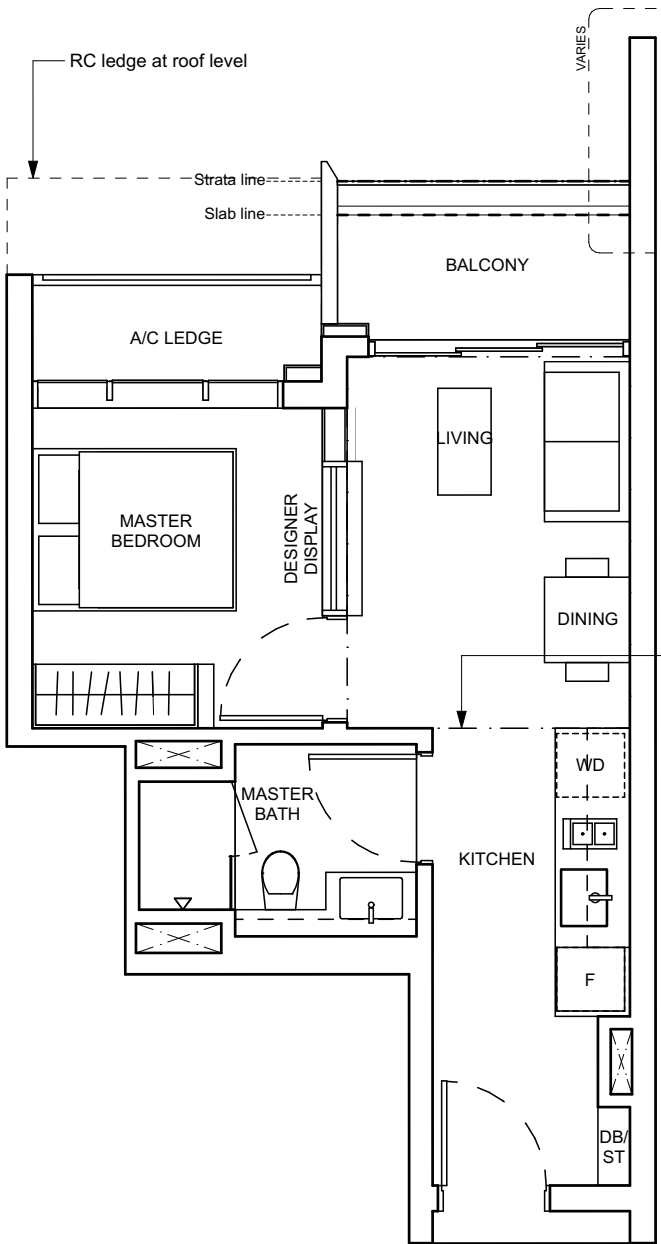 VARIES
RC ledge at roof level
Strata line
Slab line
BALCONY
A/C LEDGE
LIVING
MASTER
BEDROOM
DESIGNER
DISPLAY
DINING
WD
MASTER
BATH
KITCHEN
F
DB/
ST